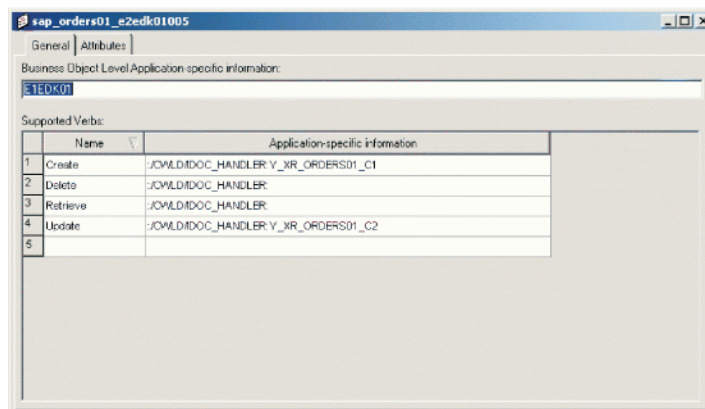 sap_orders01_e2edk01005
General Attributes
Business Object Level Application-specific information:
E1EDK01
Supported Verbs:
Name Application-specific information
1 Create :/CWLD/IDOC_HANDLER:Y_XR_ORDERS01_C1
2 Delete :/CWLD/IDOC_HANDLER:
3 Retrieve :/CWLD/IDOC_HANDLER:
4 Update :/CWLD/IDOC_HANDLER:Y_XR_ORDERS01_C2
5